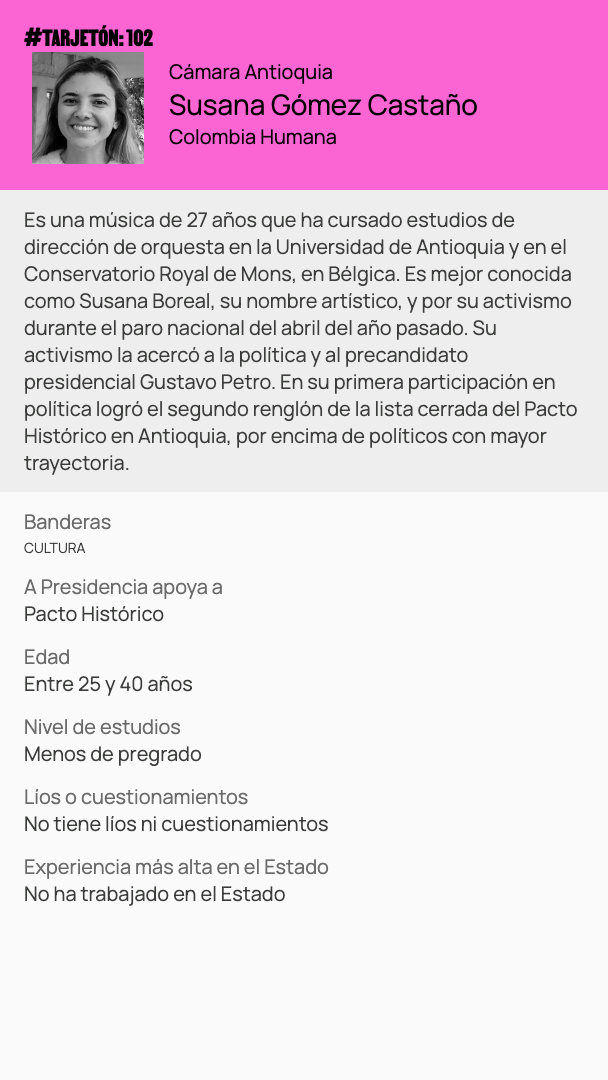 #TARJETÓN: 102
Cámara Antioquia
Susana Gómez Castaño
Colombia Humana
Es una música de 27 años que ha cursado estudios de
dirección de orquesta en la Universidad de Antioquia y en el
Conservatorio Royal de Mons, en Bélgica. Es mejor conocida
como Susana Boreal, su nombre artístico, y por su activismo
durante el paro nacional del abril del año pasado. Su
activismo la acercó a la política y al precandidato
presidencial Gustavo Petro. En su primera participación en
política logró el segundo renglón de la lista cerrada del Pacto
Histórico en Antioquia, por encima de políticos con mayor
trayectoria.
Banderas
CULTURA
A Presidencia apoya a
Pacto Histórico
Edad
Entre 25 y 40 años
Nivel de estudios
Menos de pregrado
Líos o cuestionamientos
No tiene líos ni cuestionamientos
Experiencia más alta en el Estado
No ha trabajado en el Estado